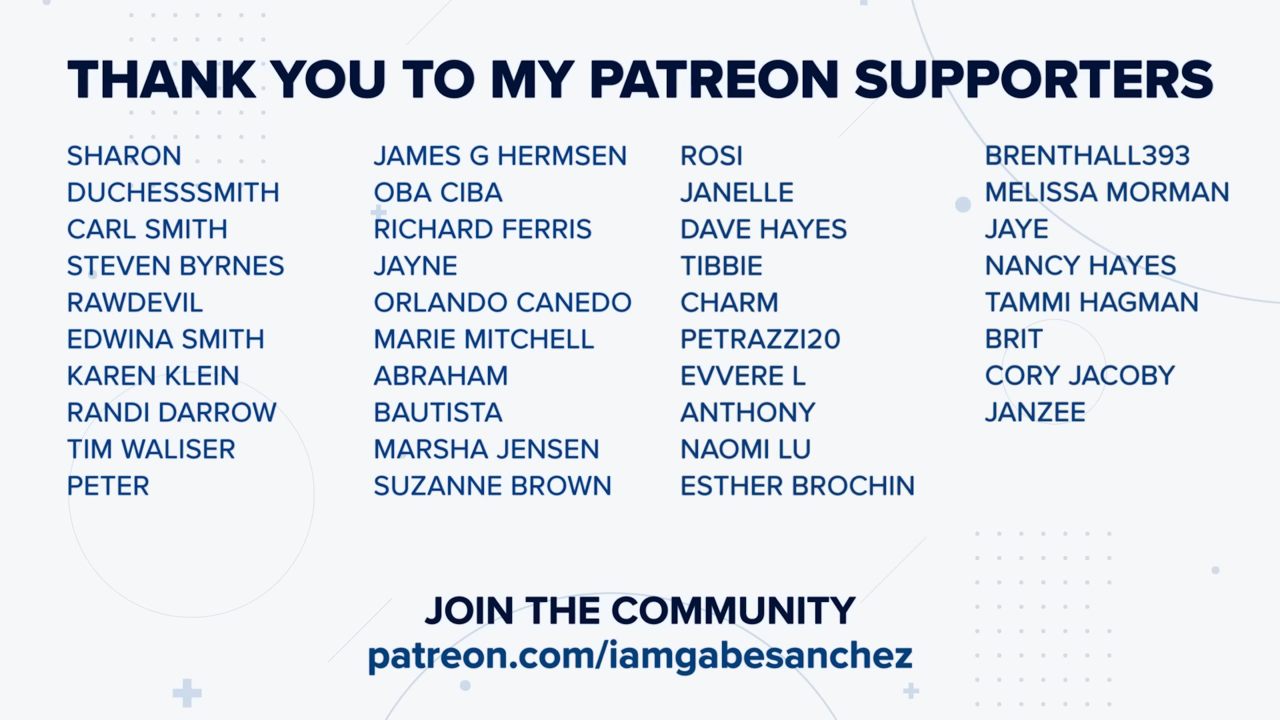 THANK YOU TO MY PATREON SUPPORTERS
SHARON
DUCHESSSMITH
CARL SMITH
STEVEN BYRNES
RAWDEVIL
EDWINA SMITH
KAREN KLEIN
RANDI DARROW
TIM WALISER
PETER
JAMES G HERMSEN
OBA CIBA
RICHARD FERRIS
JAYNE
ORLANDO CANEDO
MARIE MITCHELL
ABRAHAM
BAUTISTA
MARSHA JENSEN
SUZANNE BROWN
ROSI
JANELLE
DAVE HAYES
TIBBIE
CHARM
PETRAZZI20
EVVERE L
ANTHONY
NAOMI LU
ESTHER BROCHIN
BRENTHALL393
MELISSA MORMAN
JAYE
NANCY HAYES
TAMMI HAGMAN
BRIT
CORY JACOBY
JANZEE
JOIN THE COMMUNITY
patreon.com/iamgabesanchez